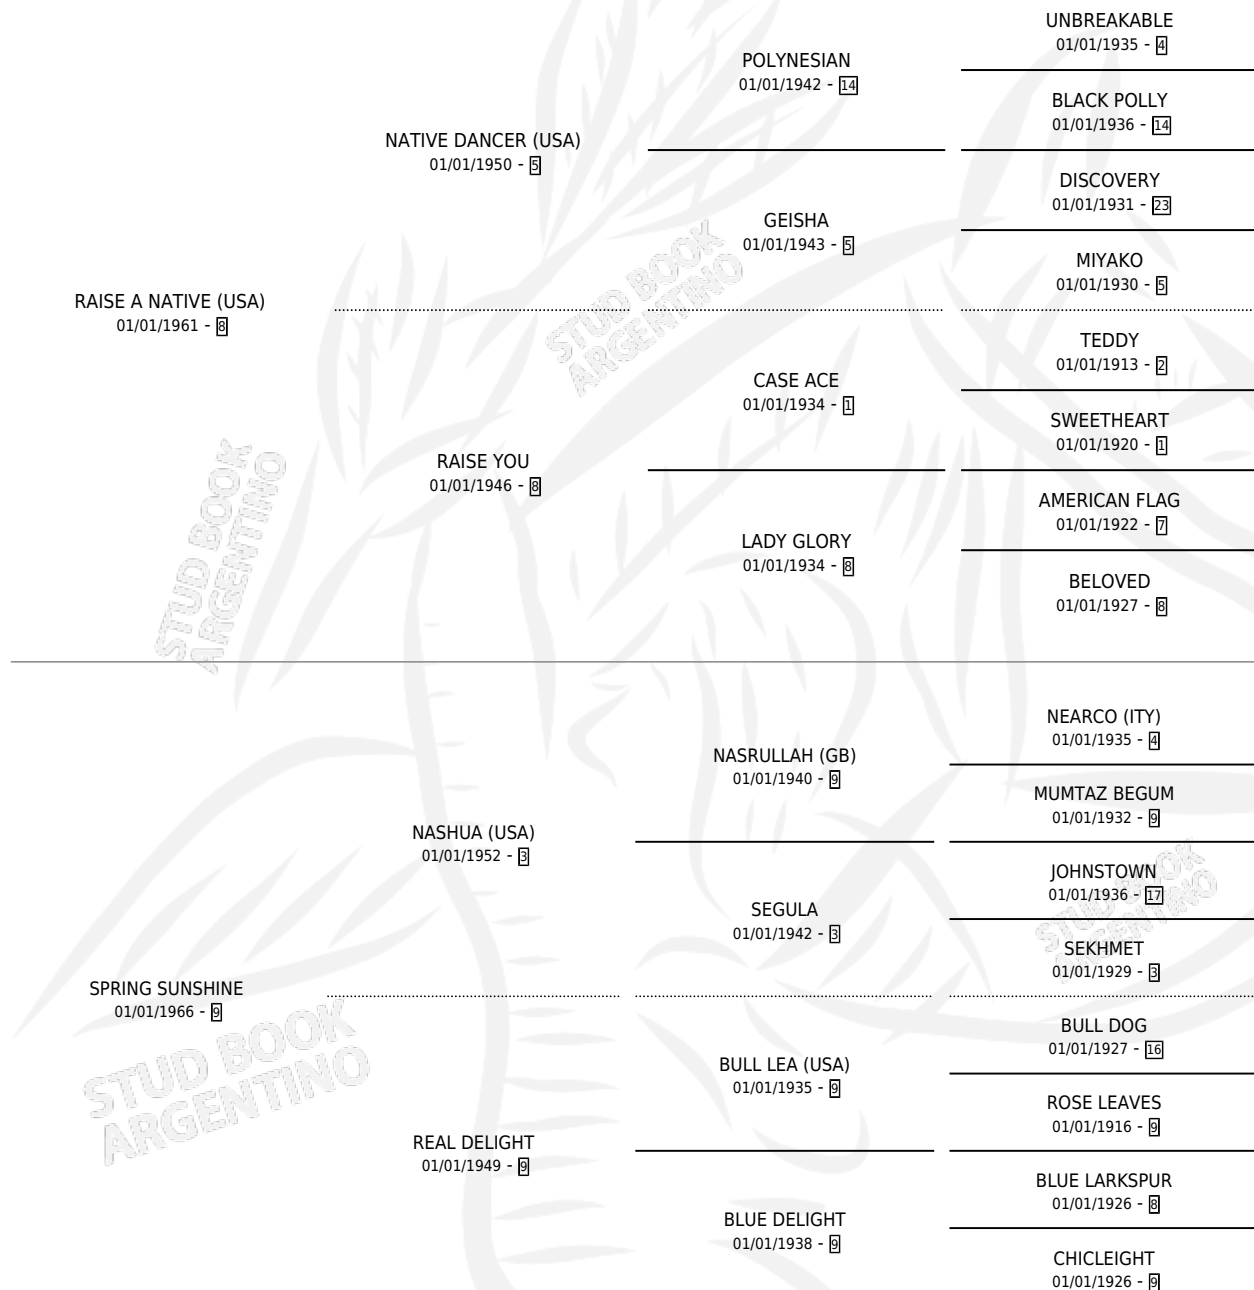 UNBREAKABLE
01/01/1935 - 4
POLYNESIAN
01/01/1942 - 14
BLACK POLLY
01/01/1936 - 14
NATIVE DANCER (USA)
01/01/1950 - 5
DISCOVERY
01/01/1931 - 23
GEISHA
01/01/1943 - 5
MIYAKO
01/01/1930 - 5
RAISE A NATIVE (USA)
01/01/1961 - 8
TEDDY
01/01/1913 - 2
CASE ACE
01/01/1934 - 1
SWEETHEART
01/01/1920 - 1
RAISE YOU
01/01/1946 - 8
AMERICAN FLAG
01/01/1922 - 7
LADY GLORY
01/01/1934 - 8
BELOVED
01/01/1927 - 8
NEARCO (ITY)
01/01/1935 - 4
NASRULLAH (GB)
01/01/1940 - 9
MUMTAZ BEGUM
01/01/1932 - 9
NASHUA (USA)
01/01/1952 - 3
JOHNSTOWN
01/01/1936 - 17
SEGULA
01/01/1942 - 3
SEKHMET
01/01/1929 - 3
SPRING SUNSHINE
01/01/1966 - 9
BULL DOG
01/01/1927 - 16
BULL LEA (USA)
01/01/1935 - 9
ROSE LEAVES
01/01/1916 - 9
REAL DELIGHT
01/01/1949 - 9
BLUE LARKSPUR
01/01/1926 - 8
BLUE DELIGHT
01/01/1938 - 9
CHICLEIGHT
01/01/1926 - 9
STUD BOOK
ARGENTINO
STUD BOOK
ARGENTINO
STUD BOOK
ARGENTINO
STUD BOOK
ARGENTINO